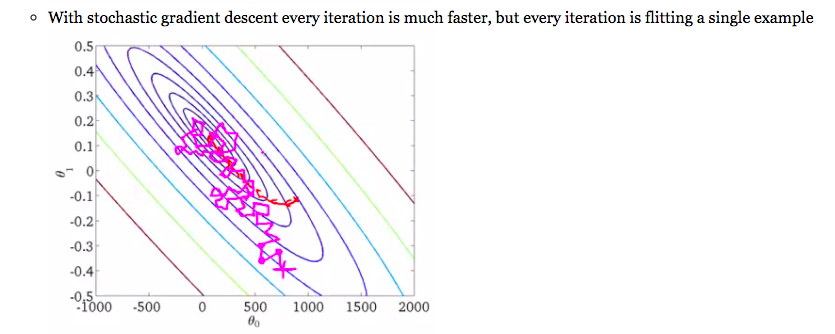 With stochastic gradient descent every iteration is much faster, but every iteration is flitting a single example
0.5
0.4
0.3
0.2
0.1
0
-0.1
-0.2
-0.3
-0.4
-0.5
θ₁
-1000 -500 0 500 1000 1500 2000
θ₀